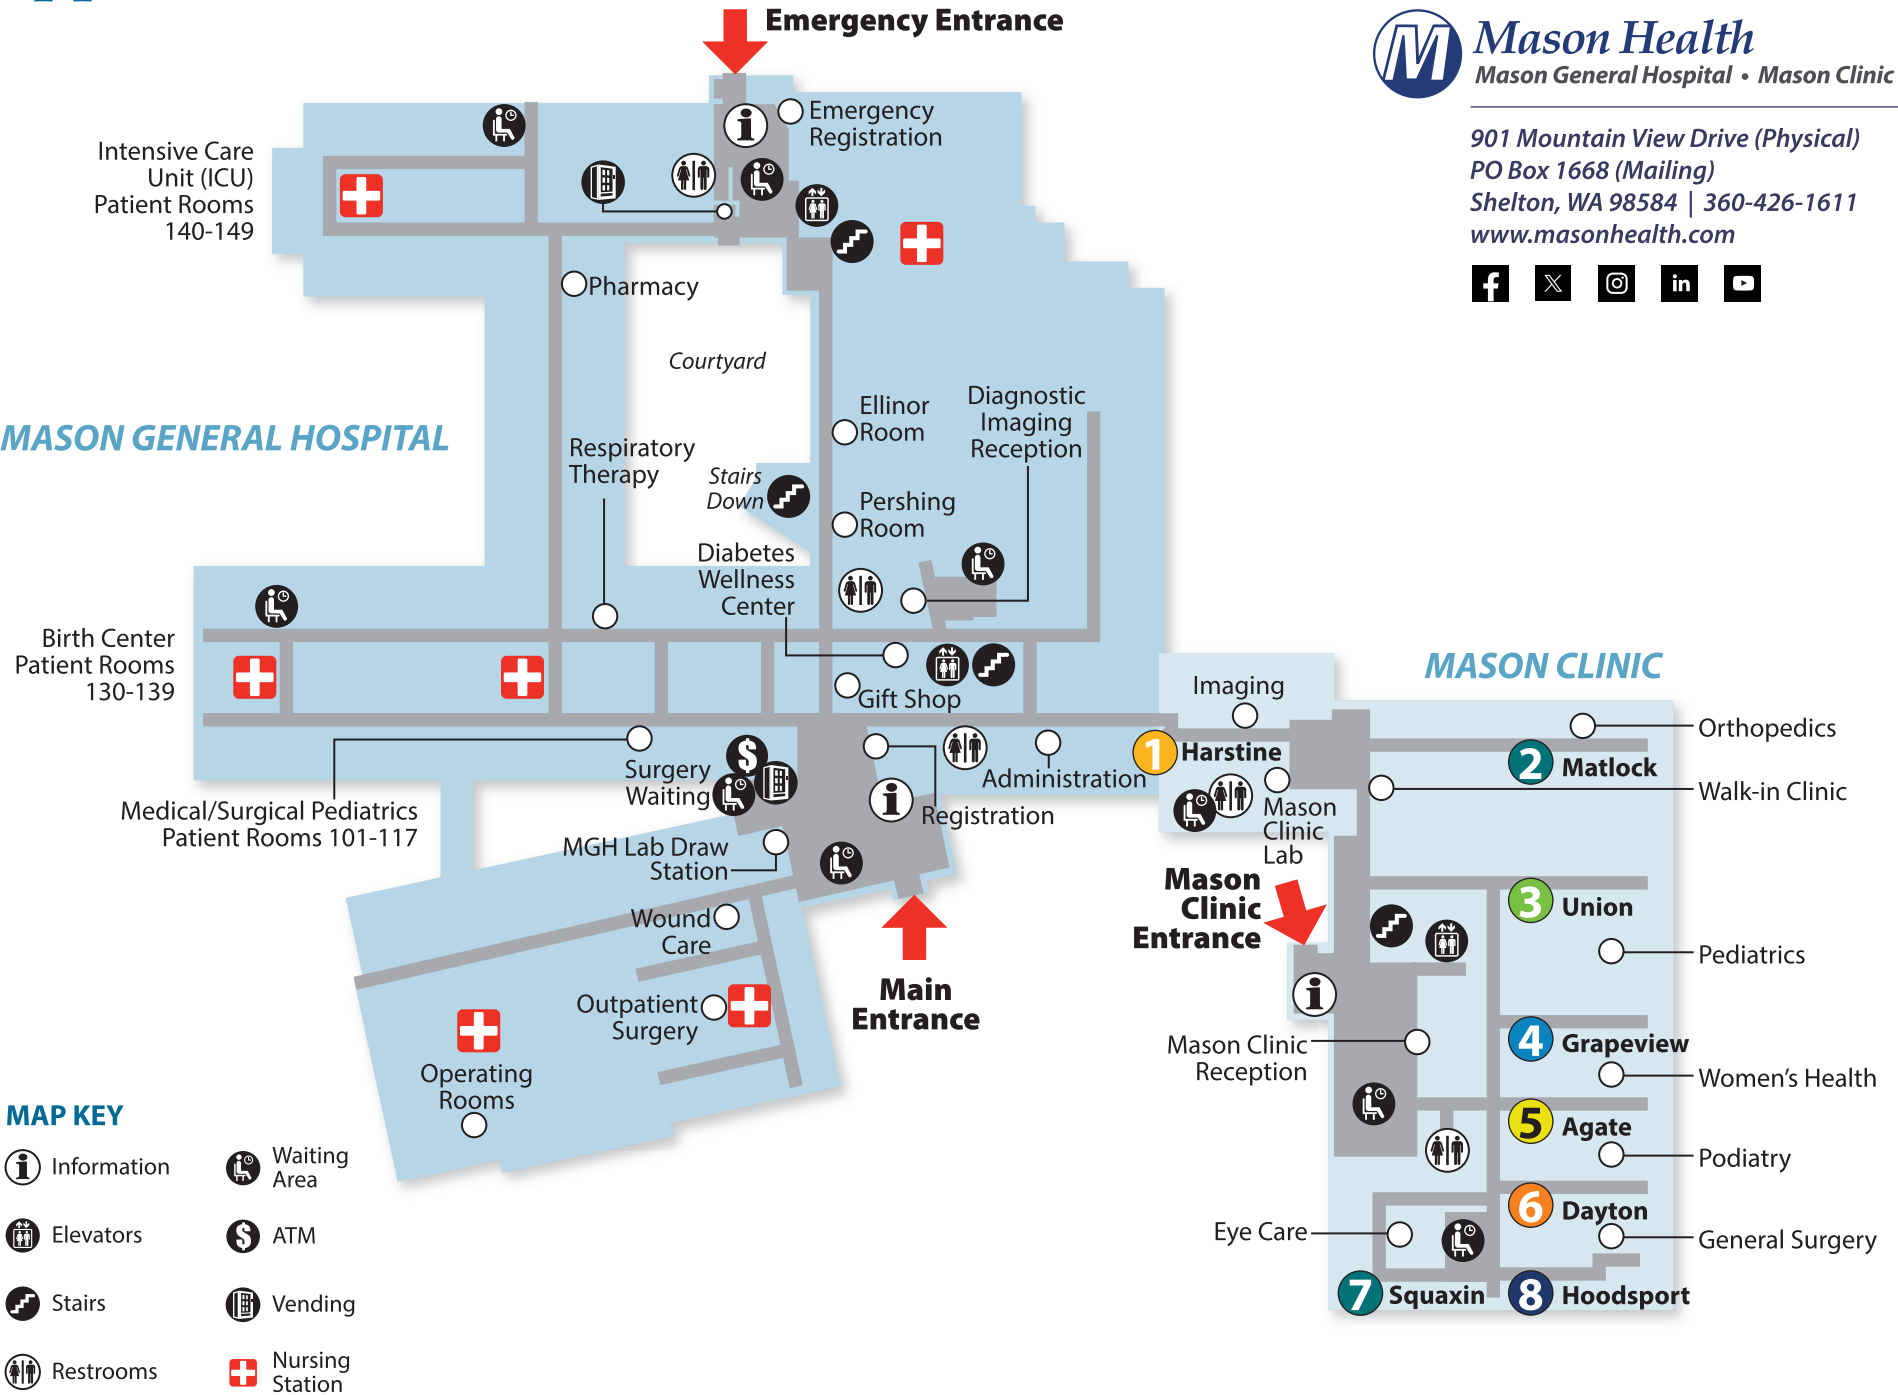 Emergency Entrance
Mason Health
Mason General Hospital • Mason Clinic
901 Mountain View Drive (Physical)
PO Box 1668 (Mailing)
Shelton, WA 98584 | 360-426-1611
www.masonhealth.com
Emergency
Registration
Intensive Care
Unit (ICU)
Patient Rooms
140-149
Pharmacy
Courtyard
MASON GENERAL HOSPITAL
Respiratory
Therapy
Ellinor
Room
Diagnostic
Imaging
Reception
Stairs
Down
Pershing
Room
Diabetes
Wellness
Center
Birth Center
Patient Rooms
130-139
Gift Shop
Surgery
Waiting
Administration
Registration
Medical/Surgical Pediatrics
Patient Rooms 101-117
MGH Lab Draw
Station
Wound
Care
Outpatient
Surgery
Operating
Rooms
Main
Entrance
MASON CLINIC
Imaging
1 Harstine
Mason
Clinic
Lab
Orthopedics
2 Matlock
Walk-in Clinic
Mason
Clinic
Entrance
3 Union
Pediatrics
4 Grapeview
Mason Clinic
Reception
Women's Health
5 Agate
Podiatry
6 Dayton
Eye Care
General Surgery
7 Squaxin
8 Hoodsport
MAP KEY
Information
Waiting
Area
Elevators
ATM
Stairs
Vending
Restrooms
Nursing
Station